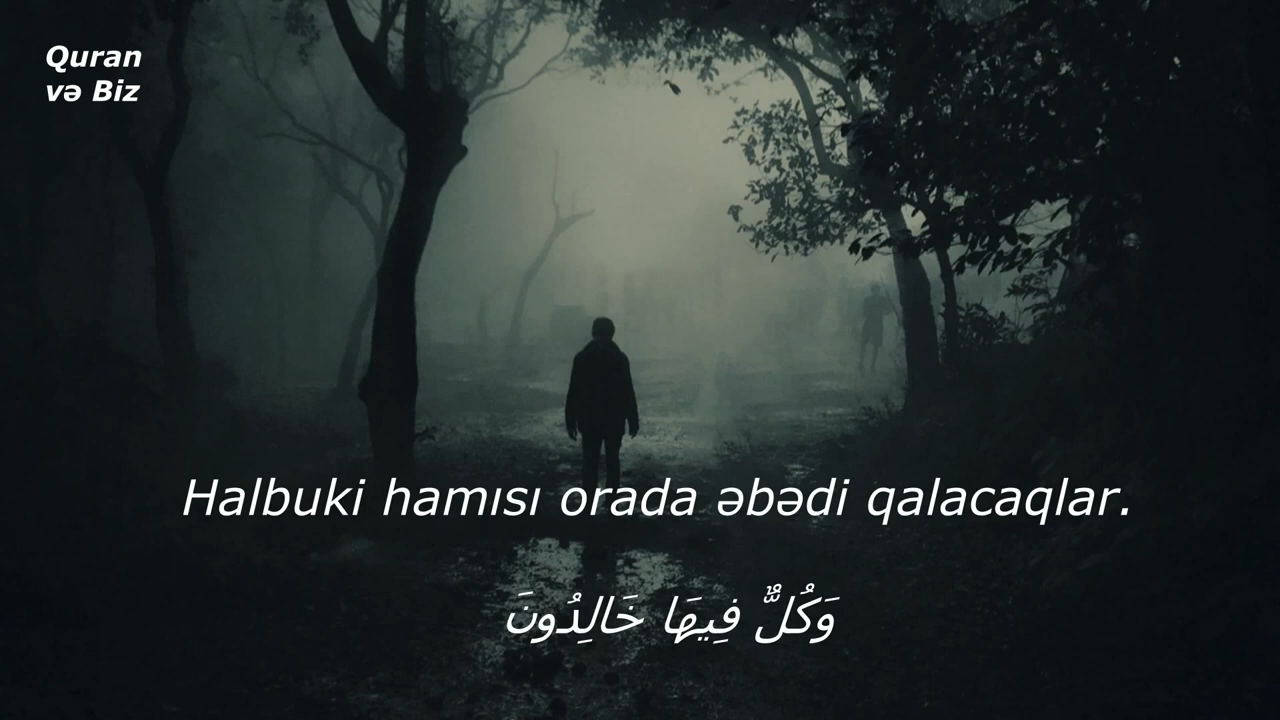 Quran
və Biz
Halbuki hamısı orada əbədi qalacaqlar.
وَكُلٌّ فِيهَا خَالِدُونَ